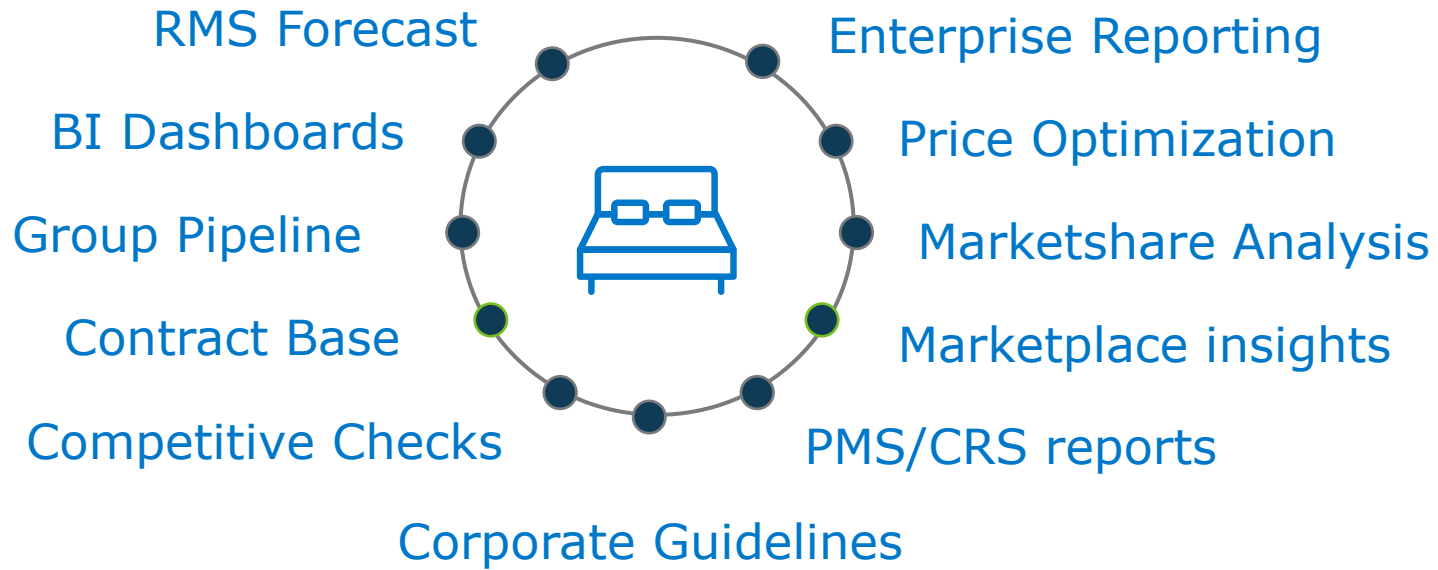 RMS Forecast
Enterprise Reporting
BI Dashboards
Price Optimization
Group Pipeline
Marketshare Analysis
Contract Base
Marketplace insights
Competitive Checks
PMS/CRS reports
Corporate Guidelines